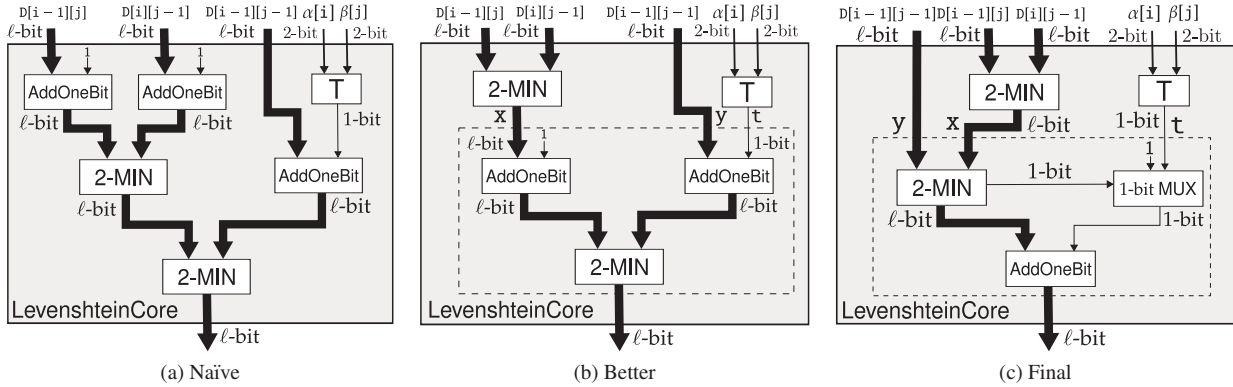 D[i − 1][j] D[i][j − 1] D[i − 1][j−1] α[i] β[j]
ℓ-bit ℓ-bit ℓ-bit 2-bit 2-bit
1 1
AddOneBit AddOneBit T
ℓ-bit ℓ-bit 1-bit
2-MIN AddOneBit
ℓ-bit ℓ-bit
2-MIN
LevenshteinCore
ℓ-bit
(a) Naïve
D[i − 1][j] D[i][j−1] D[i − 1][j−1] α[i] β[j]
ℓ-bit ℓ-bit ℓ-bit 2-bit 2-bit
2-MIN T
x y t
ℓ-bit 1 1-bit
AddOneBit AddOneBit
ℓ-bit ℓ-bit
2-MIN
LevenshteinCore
ℓ-bit
(b) Better
D[i − 1][j − 1] D[i−1][j] D[i][j−1] α[i] β[j]
ℓ-bit ℓ-bit ℓ-bit 2-bit 2-bit
2-MIN T
y x ℓ-bit 1-bit t
1
2-MIN 1-bit 1-bit MUX
ℓ-bit 1-bit
AddOneBit
LevenshteinCore
ℓ-bit
(c) Final